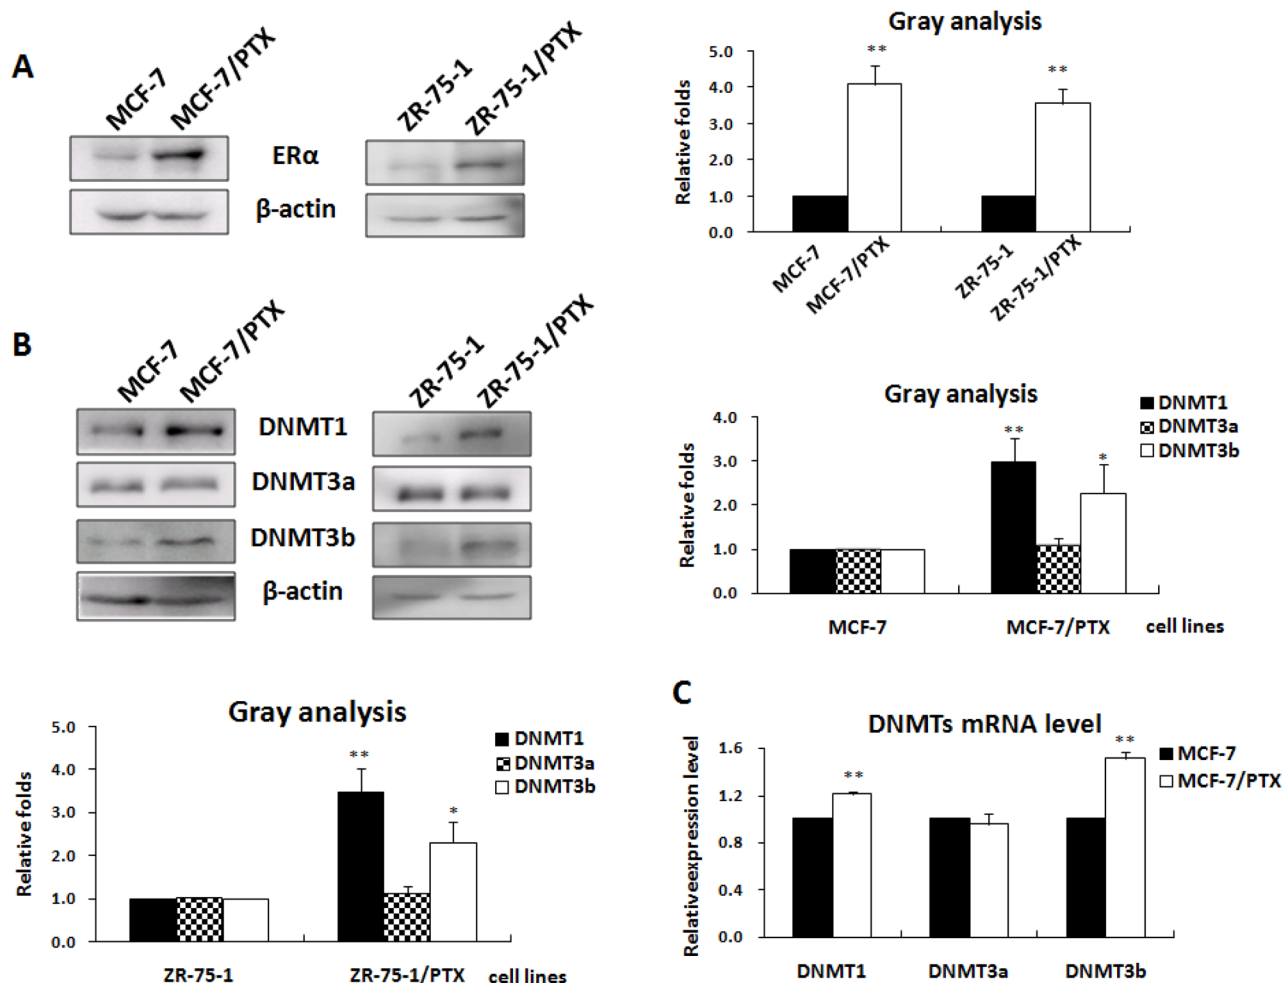 A
MCF-7
MCF-7/PTX
ZR-75-1
ZR-75-1/PTX
ERα
β-actin
Gray analysis
Relative folds
5.0
4.0
3.0
2.0
1.0
0.0
**
**
MCF-7
MCF-7/PTX
ZR-75-1
ZR-75-1/PTX
B
MCF-7
MCF-7/PTX
ZR-75-1
ZR-75-1/PTX
DNMT1
DNMT3a
DNMT3b
β-actin
Gray analysis
Relative folds
4.0
3.0
2.0
1.0
0.0
**
*
DNMT1
DNMT3a
DNMT3b
MCF-7
MCF-7/PTX
cell lines
Gray analysis
Relative folds
5.0
4.0
3.0
2.0
1.0
0.0
**
*
DNMT1
DNMT3a
DNMT3b
ZR-75-1
ZR-75-1/PTX
cell lines
C
DNMTs mRNA level
Relativeexpression level
1.6
1.2
0.8
0.4
0.0
**
**
MCF-7
MCF-7/PTX
DNMT1
DNMT3a
DNMT3b